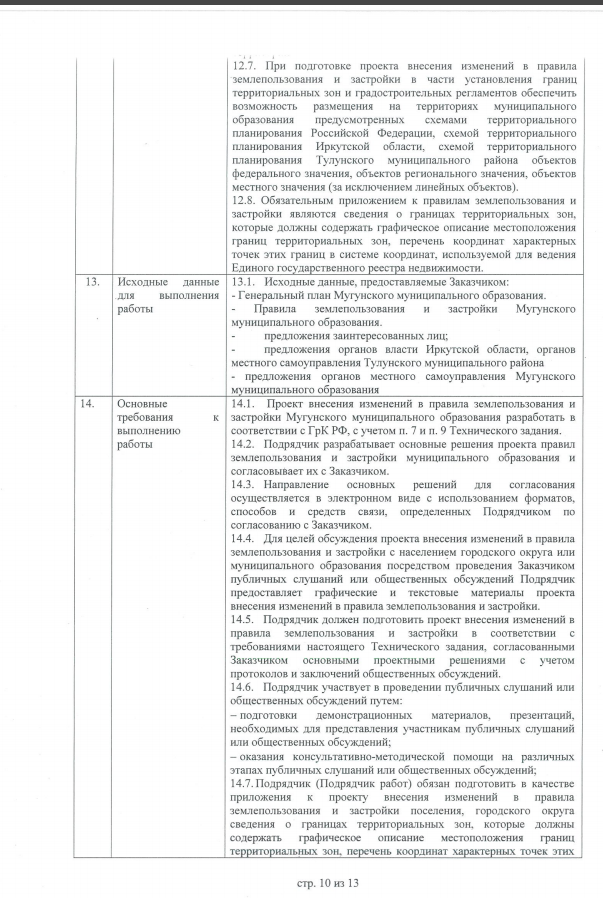 12.7. При подготовке проекта внесения изменений в правила
землепользования и застройки в части установления границ
территориальных зон и градостроительных регламентов обеспечить
возможность размещения на территориях муниципального
образования предусмотренных схемами территориального
планирования Российской Федерации, схемой территориального
планирования Иркутской области, схемой территориального
планирования Тулунского муниципального района объектов
федерального значения, объектов регионального значения, объектов
местного значения (за исключением линейных объектов).
12.8. Обязательным приложением к правилам землепользования и
застройки являются сведения о границах территориальных зон,
которые должны содержать графическое описание местоположения
границ территориальных зон, перечень координат характерных
точек этих границ в системе координат, используемой для ведения
Единого государственного реестра недвижимости.
13. Исходные данные
для выполнения
работы
13.1. Исходные данные, предоставляемые Заказчиком:
- Генеральный план Мугунского муниципального образования.
- Правила землепользования и застройки Мугунского
муниципального образования.
- предложения заинтересованных лиц;
- предложения органов власти Иркутской области, органов
местного самоуправления Тулунского муниципального района
- предложения органов местного самоуправления Мугунского
муниципального образования
14. Основные
требования к
выполнению
работы
14.1. Проект внесения изменений в правила землепользования и
застройки Мугунского муниципального образования разработать в
соответствии с ГрК РФ, с учетом п. 7 и п. 9 Технического задания.
14.2. Подрядчик разрабатывает основные решения проекта правил
землепользования и застройки муниципального образования и
согласовывает их с Заказчиком.
14.3. Направление основных решений для согласования
осуществляется в электронном виде с использованием форматов,
способов и средств связи, определенных Подрядчиком по
согласованию с Заказчиком.
14.4. Для целей обсуждения проекта внесения изменений в правила
землепользования и застройки с населением городского округа или
муниципального образования посредством проведения Заказчиком
публичных слушаний или общественных обсуждений Подрядчик
предоставляет графические и текстовые материалы проекта
внесения изменений в правила землепользования и застройки.
14.5. Подрядчик должен подготовить проект внесения изменений в
правила землепользования и застройки в соответствии с
требованиями настоящего Технического задания, согласованными
Заказчиком основными проектными решениями с учетом
протоколов и заключений общественных обсуждений.
14.6. Подрядчик участвует в проведении публичных слушаний или
общественных обсуждений путем:
– подготовки демонстрационных материалов, презентаций,
необходимых для представления участникам публичных слушаний
или общественных обсуждений;
– оказания консультативно-методической помощи на различных
этапах публичных слушаний или общественных обсуждений;
14.7. Подрядчик (Подрядчик работ) обязан подготовить в качестве
приложения к проекту внесения изменений в правила
землепользования и застройки поселения, городского округа
сведения о границах территориальных зон, которые должны
содержать графическое описание местоположения границ
территориальных зон, перечень координат характерных точек этих
стр. 10 из 13